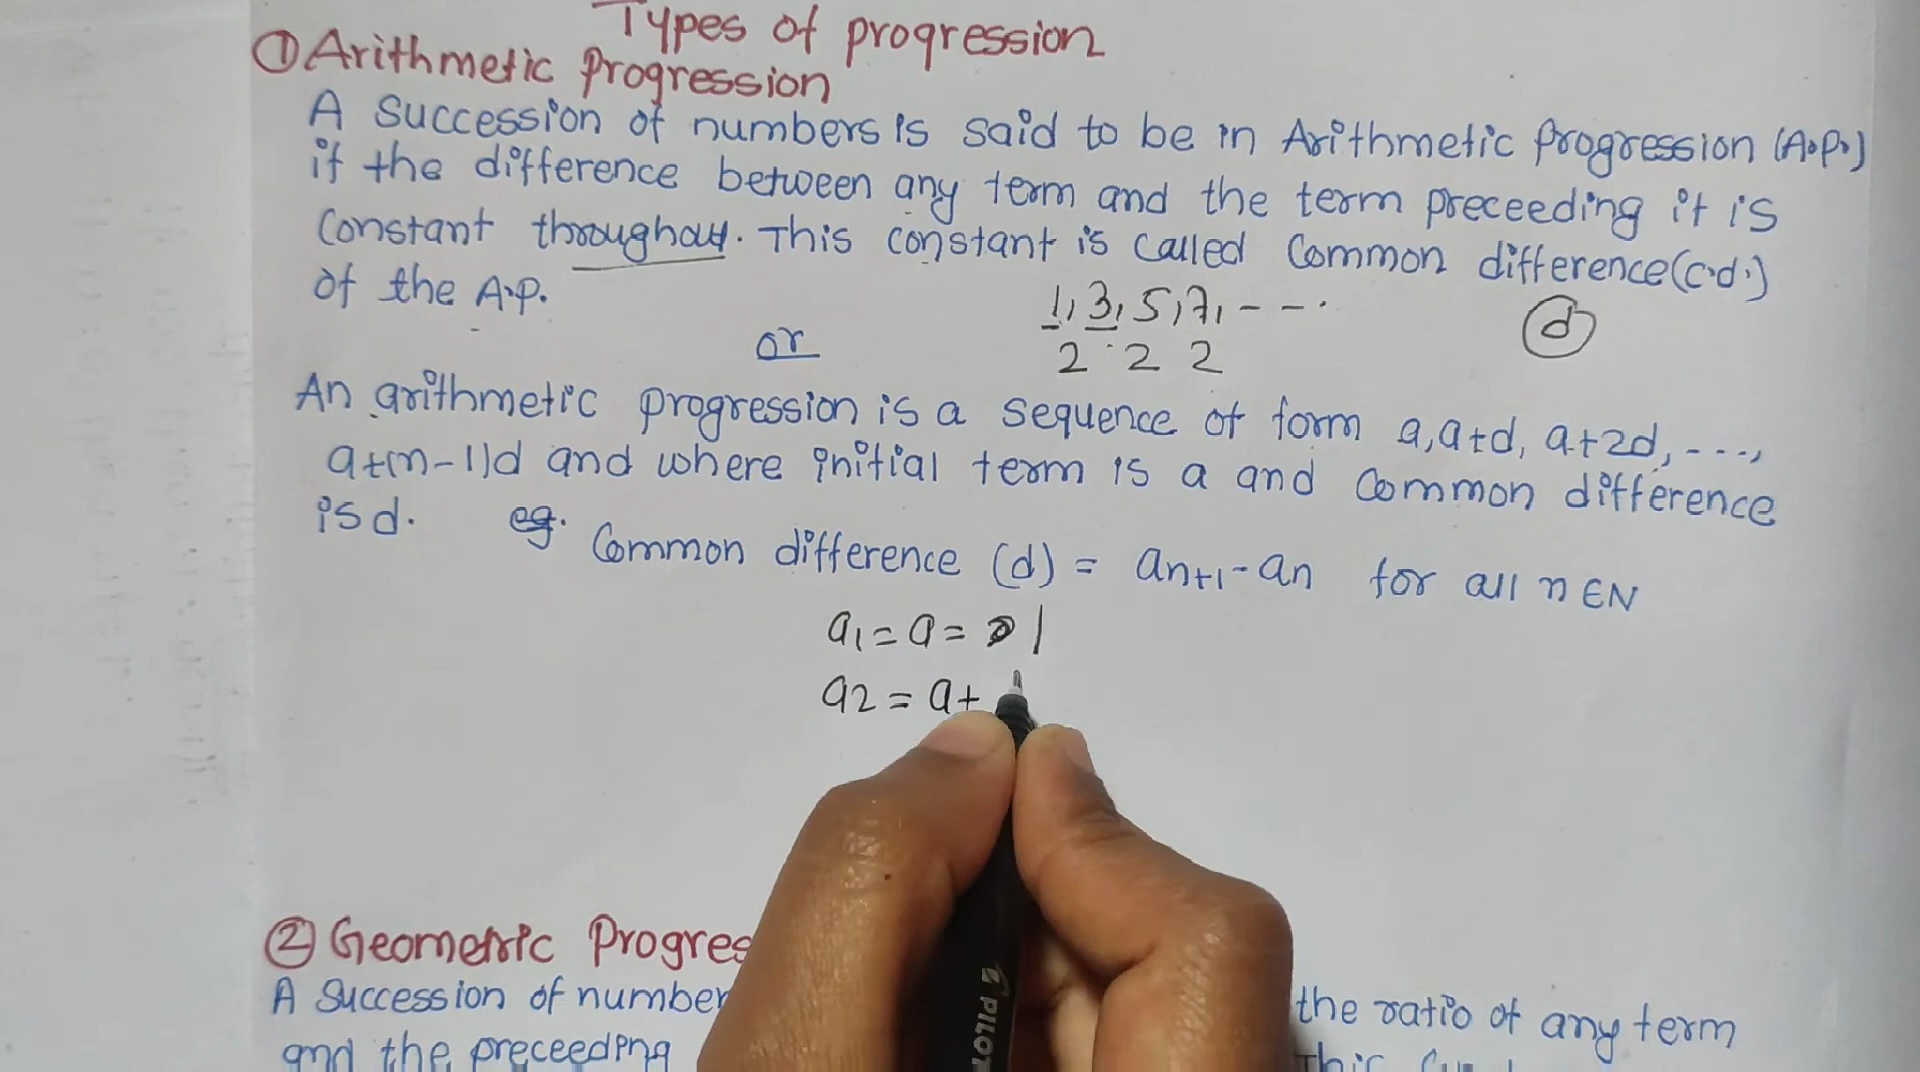 Types of progression
① Arithmetic Progression
A Succession of numbers is said to be in Arithmetic Progression (A.P.)
if the difference between any term and the term preceeding it is
Constant throughout. This constant is called Common difference (c.d.)
of the A.P.
1, 3, 5, 7, - - - .
d
2 2 2
or
An arithmetic progression is a sequence of form a, a+d, a+2d, ----,
a+(n-1)d and where initial term is a and common difference
is d. eg. Common difference (d) = an+1 - an for all n ∈ N
a1 = a = 1
a2 = a+
② Geometric Progres
A Succession of number the ratio of any term
and the preceeding This
PILOT